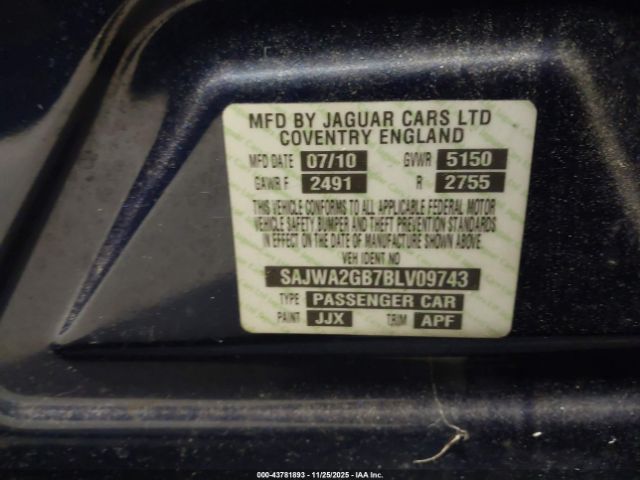 MFD BY JAGUAR CARS LTD
COVENTRY ENGLAND
MFD DATE 07/10 GVWR 5150
GAWR F 2491 R 2755
THIS VEHICLE CONFORMS TO ALL APPLICABLE FEDERAL MOTOR
VEHICLE SAFETY, BUMPER AND THEFT PREVENTION STANDARDS
IN EFFECT ON THE DATE OF MANUFACTURE SHOWN ABOVE.
VEH IDENT NO
SAJWA2GB7BLV09743
TYPE PASSENGER CAR
PAINT JJX TRIM APF
000-43781893 - 11/25/2025 - IAA Inc.